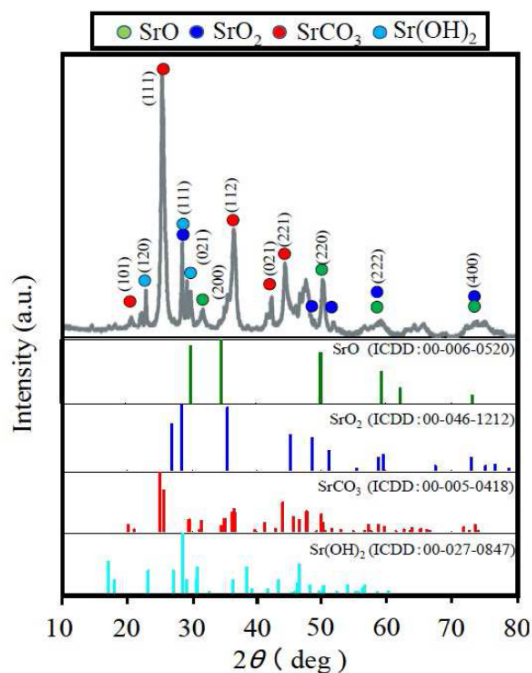 SrO SrO₂ SrCO₃ Sr(OH)₂
Intensity (a.u.)
(101)
(120)
(111)
(111)
(021)
(200)
(112)
(021)
(221)
(220)
(222)
(400)
SrO (ICDD:00-006-0520)
SrO₂ (ICDD:00-046-1212)
SrCO₃ (ICDD:00-005-0418)
Sr(OH)₂ (ICDD:00-027-0847)
10 20 30 40 50 60 70 80
2θ ( deg )